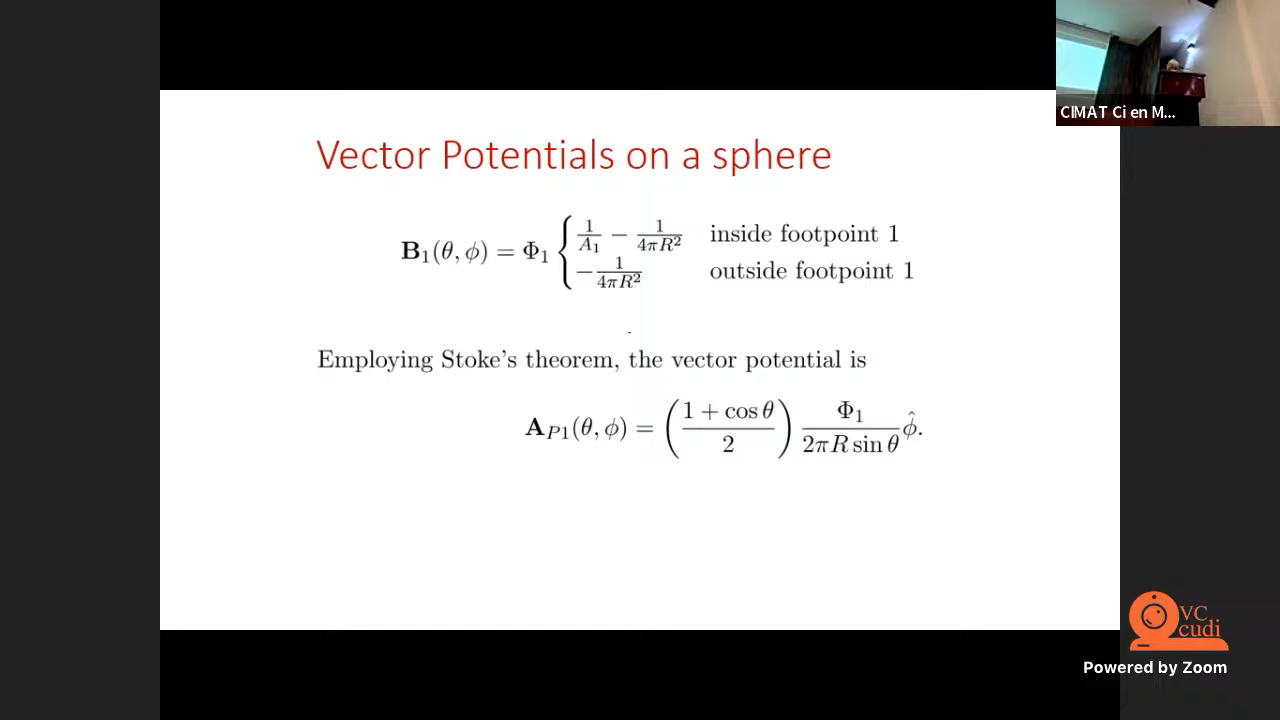 CIMAT Ci en M...
Vector Potentials on a sphere
B₁(θ, ϕ) = Φ₁ { 1/A₁ − 1/4πR² inside footpoint 1
−1/4πR² outside footpoint 1
Employing Stoke's theorem, the vector potential is
A_{P1}(θ, ϕ) = ((1 + cos θ)/2) Φ₁/(2πR sin θ) ϕ̂.
VC
cudi
Powered by Zoom